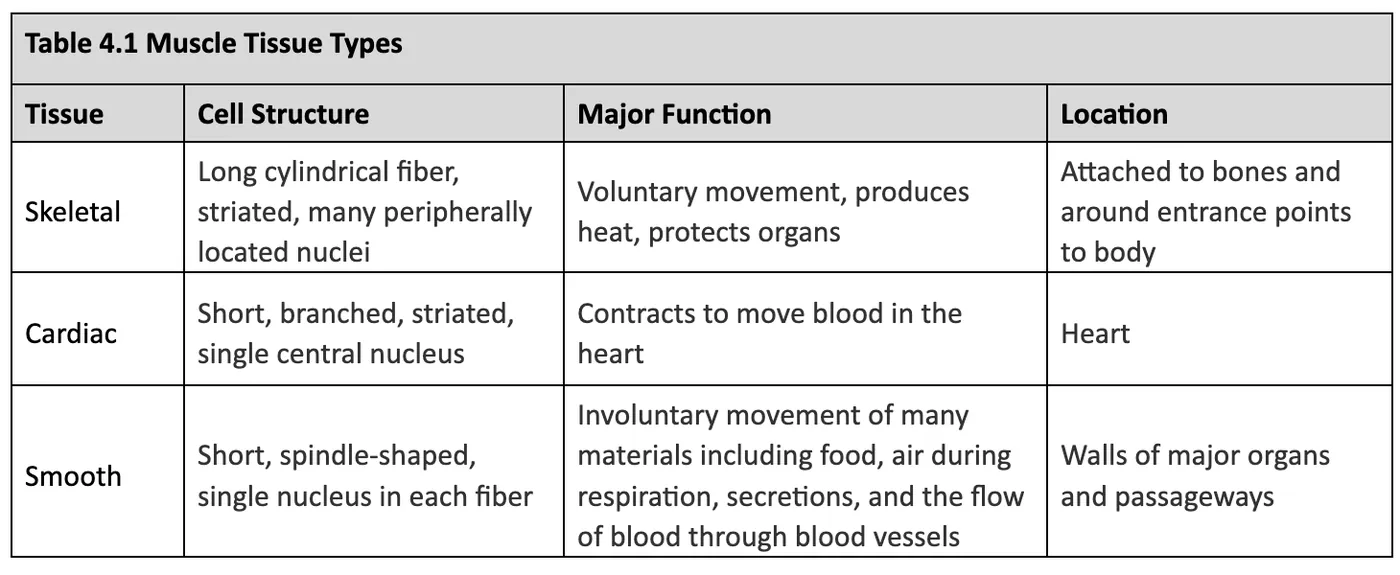 Table 4.1 Muscle Tissue Types
Tissue
Cell Structure
Major Function
Location
Skeletal
Long cylindrical fiber,
striated, many peripherally
located nuclei
Voluntary movement, produces
heat, protects organs
Attached to bones and
around entrance points
to body
Cardiac
Short, branched, striated,
single central nucleus
Contracts to move blood in the
heart
Heart
Smooth
Short, spindle-shaped,
single nucleus in each fiber
Involuntary movement of many
materials including food, air during
respiration, secretions, and the flow
of blood through blood vessels
Walls of major organs
and passageways